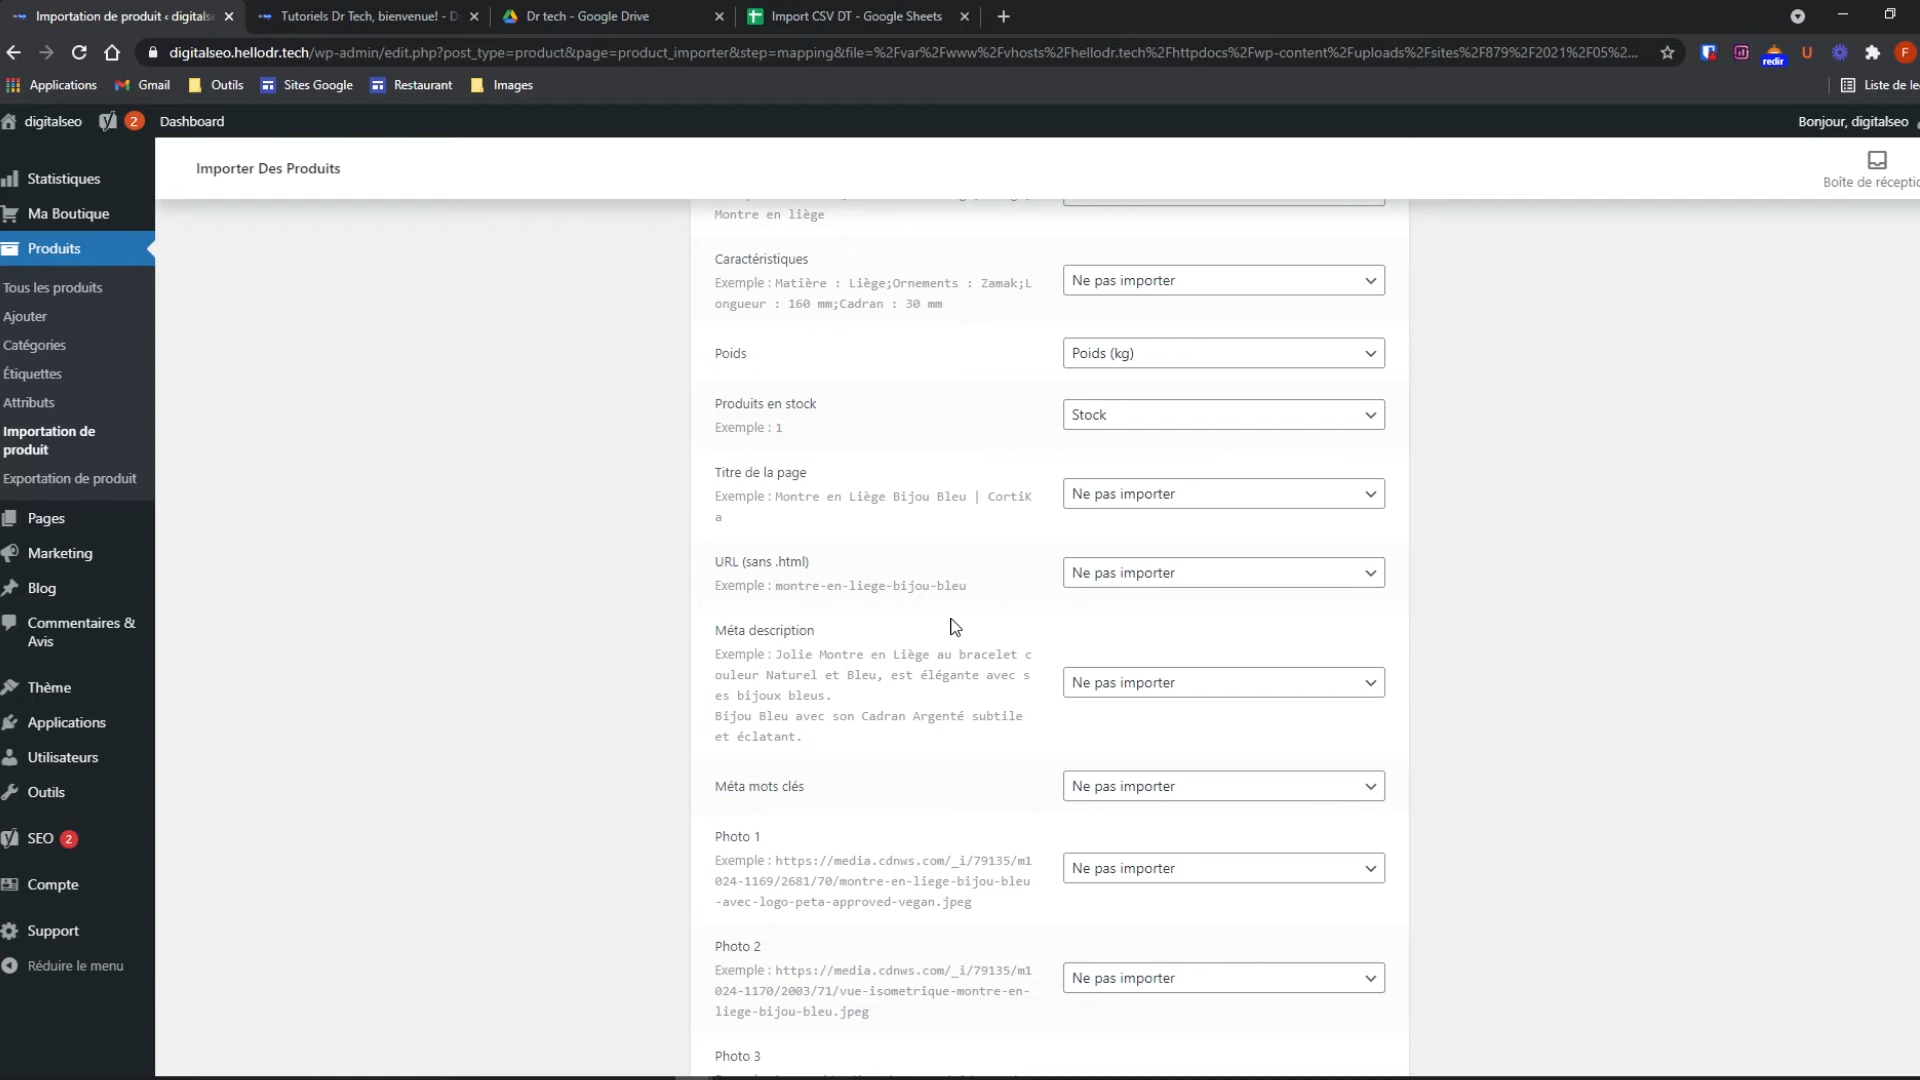 Importation de produit ‹ digitals
Tutoriels Dr Tech, bienvenue! - D
Dr tech - Google Drive
Import CSV DT - Google Sheets
digitalseo.hellodr.tech/wp-admin/edit.php?post_type=product&page=product_importer&step=mapping&file=%2Fvar%2Fwww%2Fvhosts%2Fhellodr.tech%2Fhttpdocs%2Fwp-content%2Fuploads%2Fsites%2F879%2F2021%2F05%2...
redir
U
F
Applications
Gmail
Outils
Sites Google
Restaurant
Images
Liste de le
digitalseo
2
Dashboard
Bonjour, digitalseo
Importer Des Produits
Boîte de réceptio
Statistiques
Ma Boutique
Produits
Tous les produits
Ajouter
Catégories
Étiquettes
Attributs
Importation de
produit
Exportation de produit
Pages
Marketing
Blog
Commentaires &
Avis
Thème
Applications
Utilisateurs
Outils
SEO 2
Compte
Support
Réduire le menu
Montre en liège
Caractéristiques
Exemple : Matière : Liège;Ornements : Zamak;L
ongueur : 160 mm;Cadran : 30 mm
Ne pas importer
Poids
Poids (kg)
Produits en stock
Exemple : 1
Stock
Titre de la page
Exemple : Montre en Liège Bijou Bleu | CortiK
a
Ne pas importer
URL (sans .html)
Exemple : montre-en-liege-bijou-bleu
Ne pas importer
Méta description
Exemple : Jolie Montre en Liège au bracelet c
ouleur Naturel et Bleu, est élégante avec s
es bijoux bleus.
Bijou Bleu avec son Cadran Argenté subtile
et éclatant.
Ne pas importer
Méta mots clés
Ne pas importer
Photo 1
Exemple : https://media.cdnws.com/_i/79135/m1
024-1169/2681/70/montre-en-liege-bijou-bleu
-avec-logo-peta-approved-vegan.jpeg
Ne pas importer
Photo 2
Exemple : https://media.cdnws.com/_i/79135/m1
024-1170/2003/71/vue-isometrique-montre-en-
liege-bijou-bleu.jpeg
Ne pas importer
Photo 3